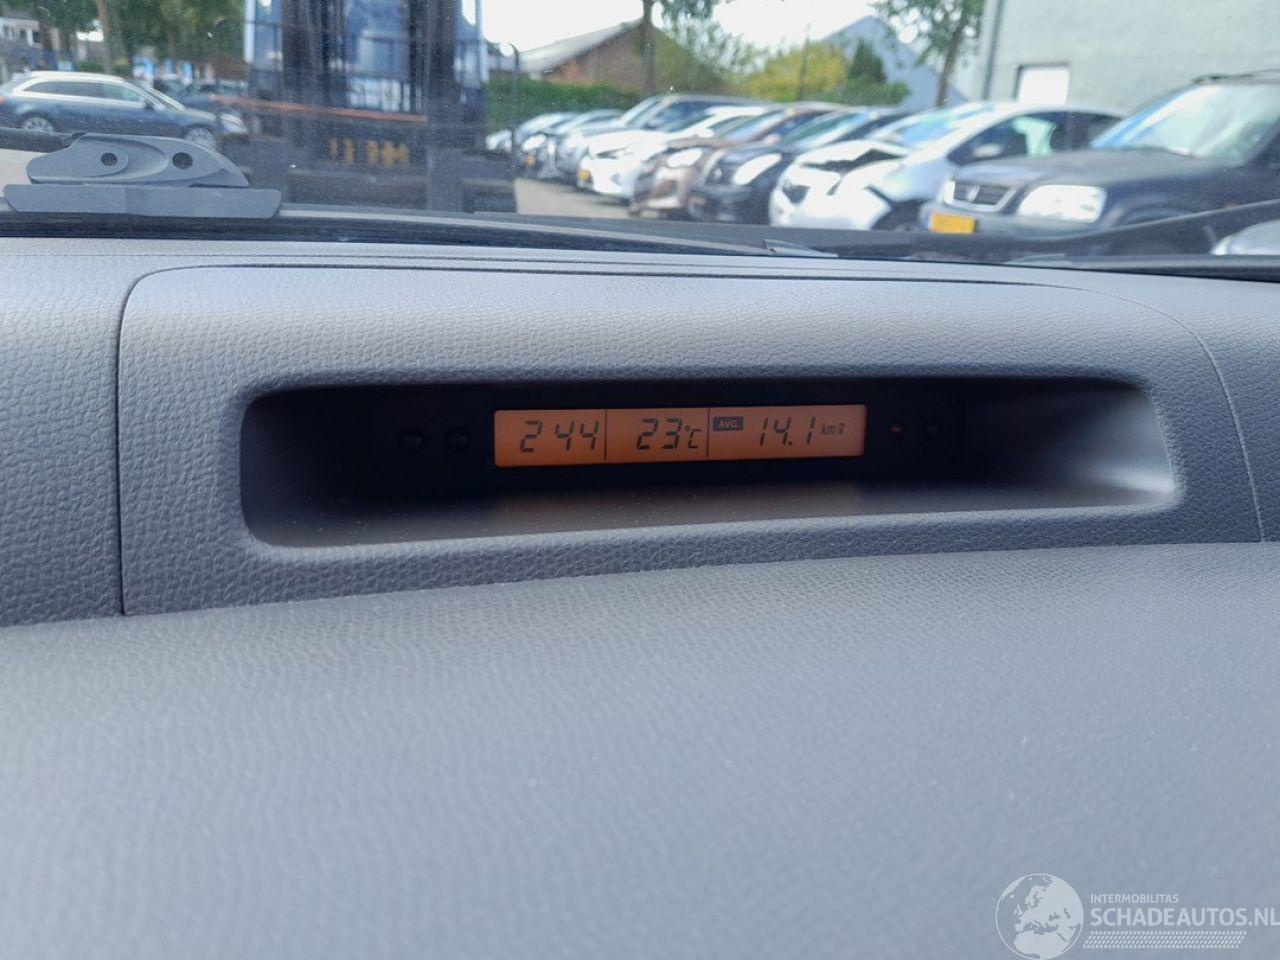 2 44 23°C AVG. 14.1 km/ℓ
INTERMOBILITAS
SCHADEAUTOS.NL